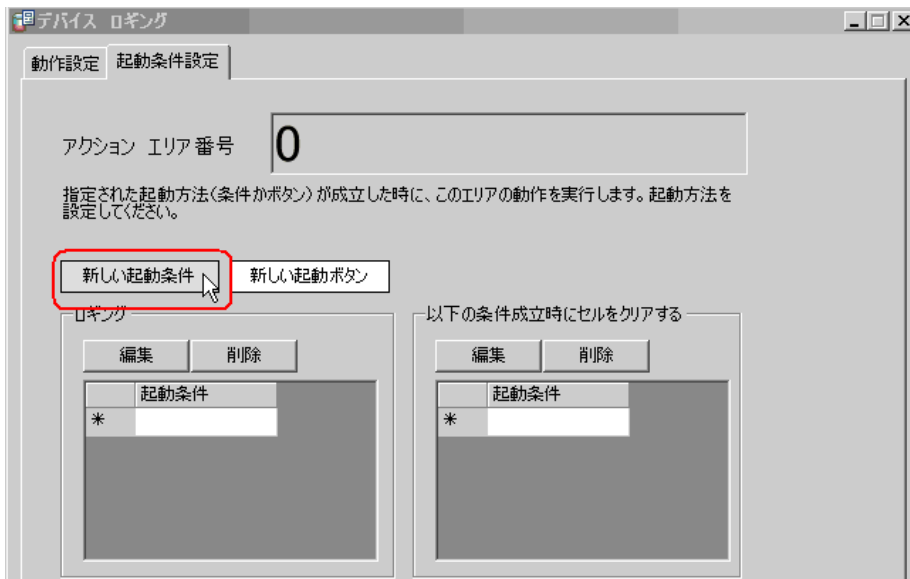 デバイス ロギング
動作設定 起動条件設定
アクション エリア番号 0
指定された起動方法(条件かボタン)が成立した時に、このエリアの動作を実行します。起動方法を
設定してください。
新しい起動条件 新しい起動ボタン
ロギング 以下の条件成立時にセルをクリアする
編集 削除 編集 削除
起動条件 起動条件
* *